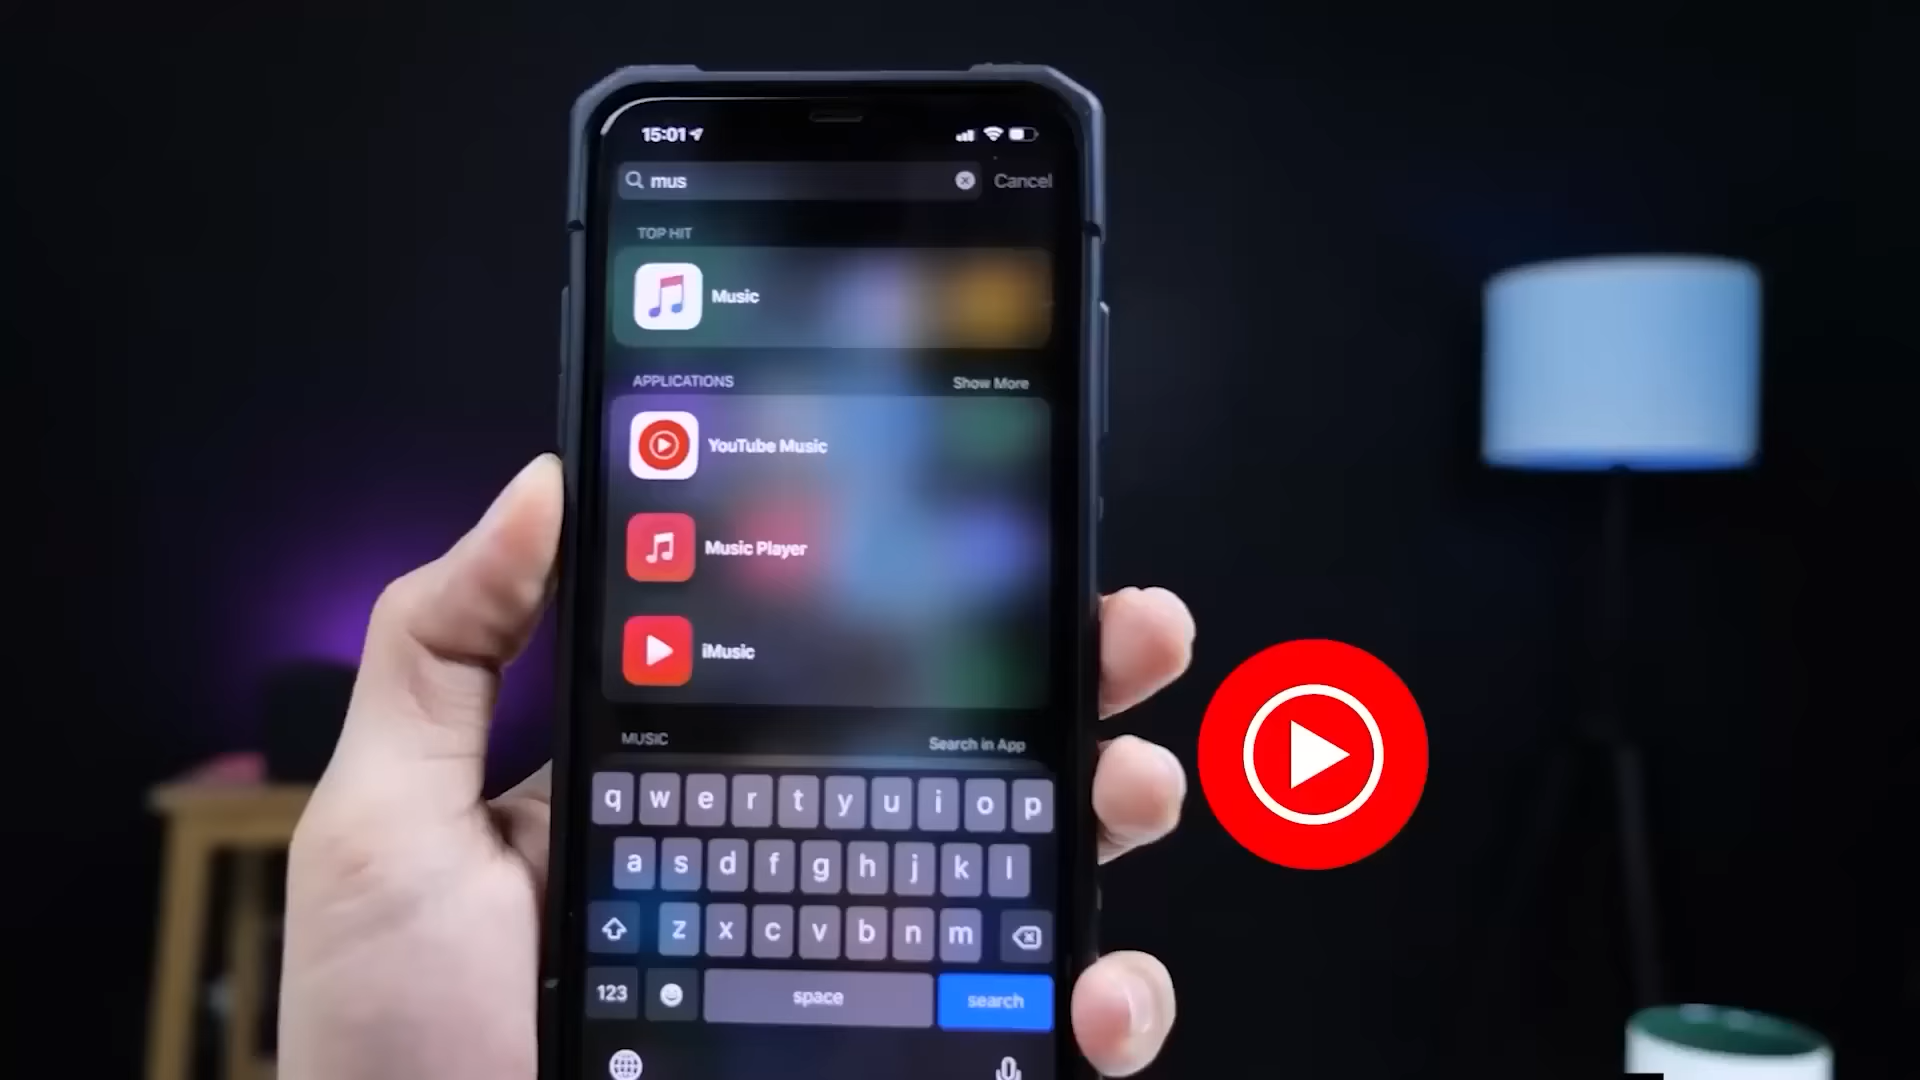 15:01
mus
Cancel
TOP HIT
Music
APPLICATIONS
Show More
YouTube Music
Music Player
iMusic
MUSIC
Search in App
q w e r t y u i o p
a s d f g h j k l
z x c v b n m
123
space
search